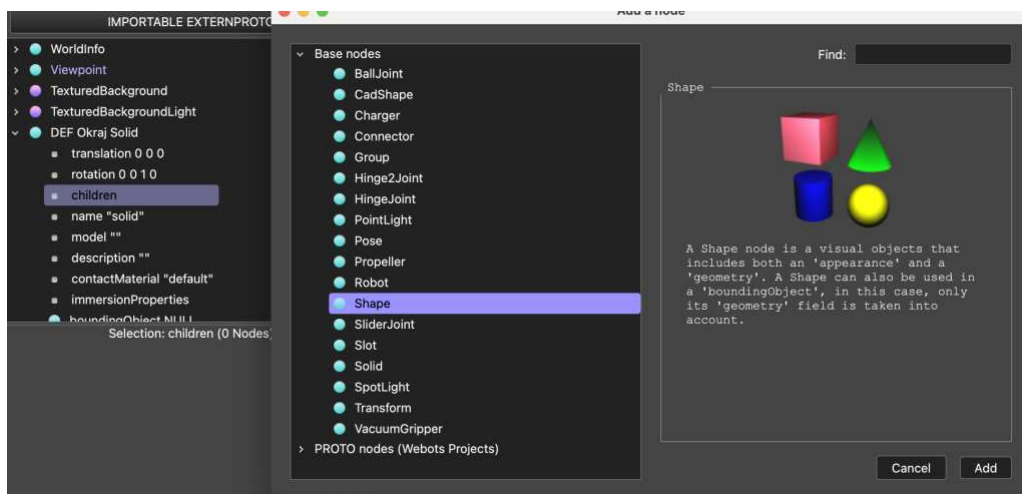 IMPORTABLE EXTERNPROTO
WorldInfo
Viewpoint
TexturedBackground
TexturedBackgroundLight
DEF Okraj Solid
translation 0 0 0
rotation 0 0 1 0
children
name "solid"
model ""
description ""
contactMaterial "default"
immersionProperties
boundingObject NULL
Selection: children (0 Nodes)
Add a node
Base nodes
BallJoint
CadShape
Charger
Connector
Group
Hinge2Joint
HingeJoint
PointLight
Pose
Propeller
Robot
Shape
SliderJoint
Slot
Solid
SpotLight
Transform
VacuumGripper
PROTO nodes (Webots Projects)
Find:
Shape
A Shape node is a visual objects that
includes both an 'appearance' and a
'geometry'. A Shape can also be used in
a 'boundingObject', in this case, only
its 'geometry' field is taken into
account.
Cancel
Add